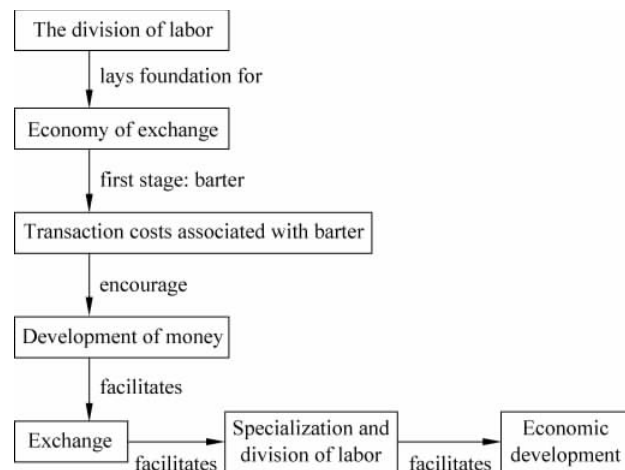 The division of labor
lays foundation for
Economy of exchange
first stage: barter
Transaction costs associated with barter
encourage
Development of money
facilitates
Exchange
facilitates
Specialization and
division of labor
facilitates
Economic
development